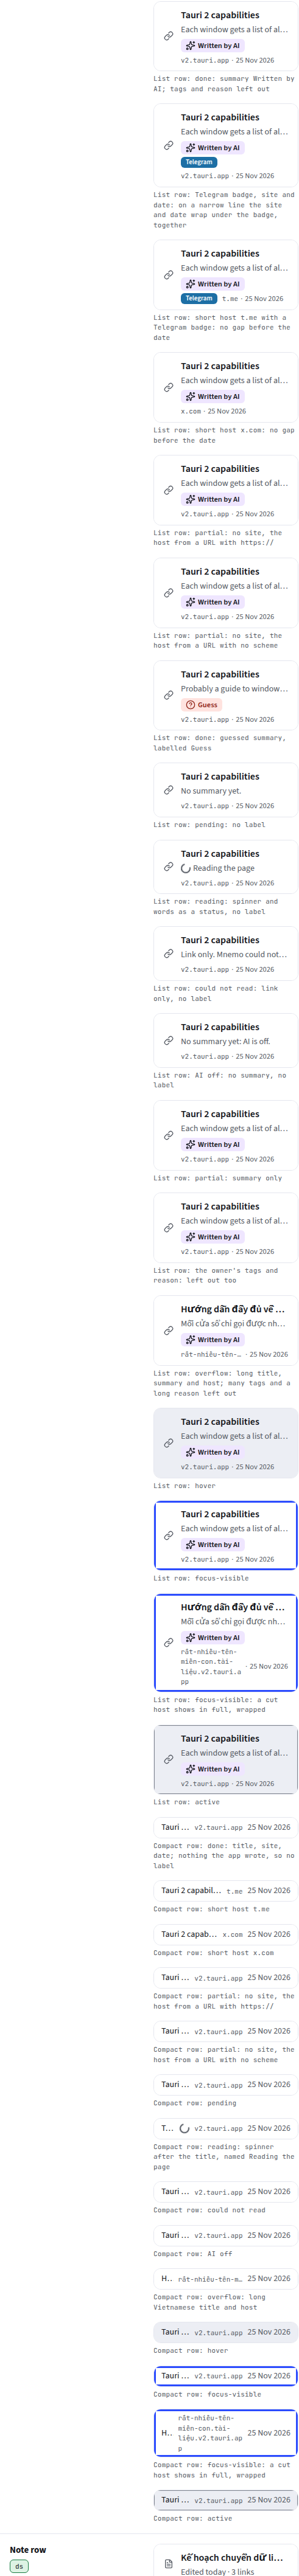 Tauri 2 capabilities
Each window gets a list of al…
Written by AI
v2.tauri.app · 25 Nov 2026
List row: done: summary Written by
AI; tags and reason left out
Tauri 2 capabilities
Each window gets a list of al…
Written by AI
Telegram
v2.tauri.app · 25 Nov 2026
List row: Telegram badge, site and
date: on a narrow line the site
and date wrap under the badge,
together
Tauri 2 capabilities
Each window gets a list of al…
Written by AI
Telegram t.me · 25 Nov 2026
List row: short host t.me with a
Telegram badge: no gap before the
date
Tauri 2 capabilities
Each window gets a list of al…
Written by AI
x.com · 25 Nov 2026
List row: short host x.com: no gap
before the date
Tauri 2 capabilities
Each window gets a list of al…
Written by AI
v2.tauri.app · 25 Nov 2026
List row: partial: no site, the
host from a URL with https://
Tauri 2 capabilities
Each window gets a list of al…
Written by AI
v2.tauri.app · 25 Nov 2026
List row: partial: no site, the
host from a URL with no scheme
Tauri 2 capabilities
Probably a guide to window…
Guess
v2.tauri.app · 25 Nov 2026
List row: done: guessed summary,
labelled Guess
Tauri 2 capabilities
No summary yet.
v2.tauri.app · 25 Nov 2026
List row: pending: no label
Tauri 2 capabilities
Reading the page
v2.tauri.app · 25 Nov 2026
List row: reading: spinner and
words as a status, no label
Tauri 2 capabilities
Link only. Mnemo could not…
v2.tauri.app · 25 Nov 2026
List row: could not read: link
only, no label
Tauri 2 capabilities
No summary yet: AI is off.
v2.tauri.app · 25 Nov 2026
List row: AI off: no summary, no
label
Tauri 2 capabilities
Each window gets a list of al…
Written by AI
v2.tauri.app · 25 Nov 2026
List row: partial: summary only
Tauri 2 capabilities
Each window gets a list of al…
Written by AI
v2.tauri.app · 25 Nov 2026
List row: the owner's tags and
reason: left out too
Hướng dẫn đầy đủ về …
Mỗi cửa sổ chỉ gọi được nh…
Written by AI
rất-nhiều-tên-… · 25 Nov 2026
List row: overflow: long title,
summary and host; many tags and a
long reason left out
Tauri 2 capabilities
Each window gets a list of al…
Written by AI
v2.tauri.app · 25 Nov 2026
List row: hover
Tauri 2 capabilities
Each window gets a list of al…
Written by AI
v2.tauri.app · 25 Nov 2026
List row: focus-visible
Hướng dẫn đầy đủ về …
Mỗi cửa sổ chỉ gọi được nh…
Written by AI
rất-nhiều-tên-
miền-con.tài-
liệu.v2.tauri.a
pp · 25 Nov 2026
List row: focus-visible: a cut
host shows in full, wrapped
Tauri 2 capabilities
Each window gets a list of al…
Written by AI
v2.tauri.app · 25 Nov 2026
List row: active
Tauri … v2.tauri.app 25 Nov 2026
Compact row: done: title, site,
date; nothing the app wrote, so no
label
Tauri 2 capabil… t.me 25 Nov 2026
Compact row: short host t.me
Tauri 2 capab… x.com 25 Nov 2026
Compact row: short host x.com
Tauri … v2.tauri.app 25 Nov 2026
Compact row: partial: no site, the
host from a URL with https://
Tauri … v2.tauri.app 25 Nov 2026
Compact row: partial: no site, the
host from a URL with no scheme
Tauri … v2.tauri.app 25 Nov 2026
Compact row: pending
T… v2.tauri.app 25 Nov 2026
Compact row: reading: spinner
after the title, named Reading the
page
Tauri … v2.tauri.app 25 Nov 2026
Compact row: could not read
Tauri … v2.tauri.app 25 Nov 2026
Compact row: AI off
H… rất-nhiều-tên-m… 25 Nov 2026
Compact row: overflow: long
Vietnamese title and host
Tauri … v2.tauri.app 25 Nov 2026
Compact row: hover
Tauri … v2.tauri.app 25 Nov 2026
Compact row: focus-visible
H… rất-nhiều-tên-
miền-con.tài-
liệu.v2.tauri.ap
p 25 Nov 2026
Compact row: focus-visible: a cut
host shows in full, wrapped
Tauri … v2.tauri.app 25 Nov 2026
Compact row: active
Note row
ds
Kế hoạch chuyển dữ li…
Edited today · 3 links